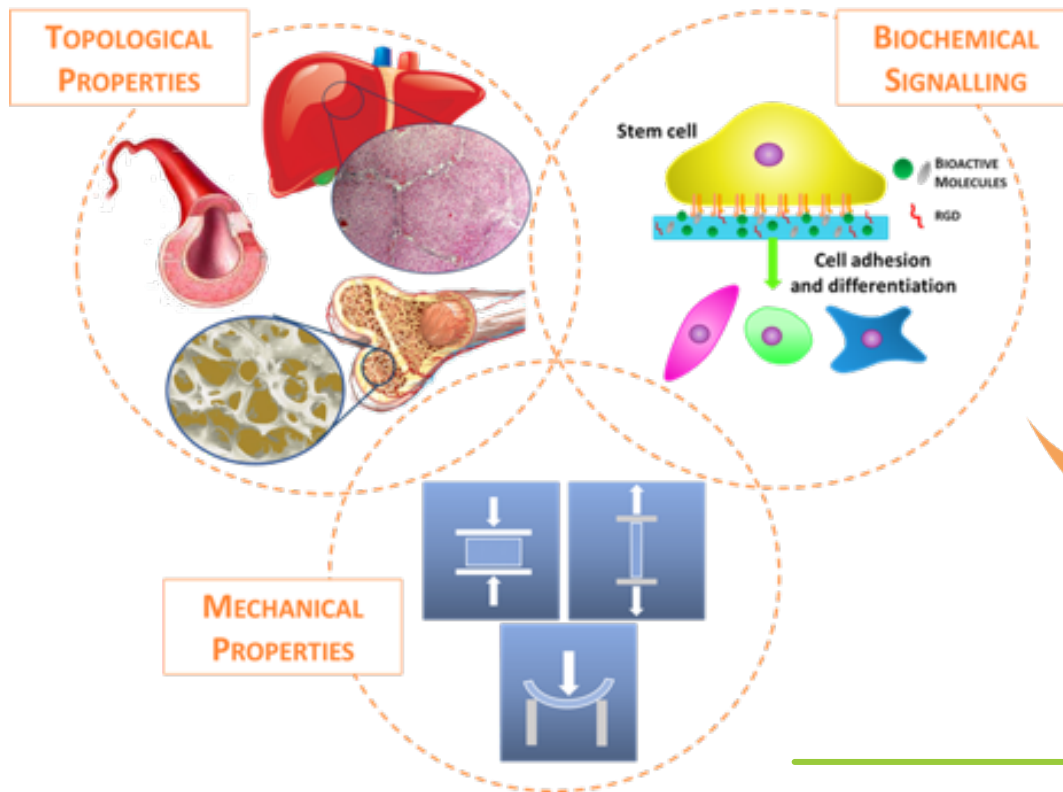 TOPOLOGICAL
PROPERTIES
BIOCHEMICAL
SIGNALLING
Stem cell
BIOACTIVE
MOLECULES
RGD
Cell adhesion
and differentiation
MECHANICAL
PROPERTIES